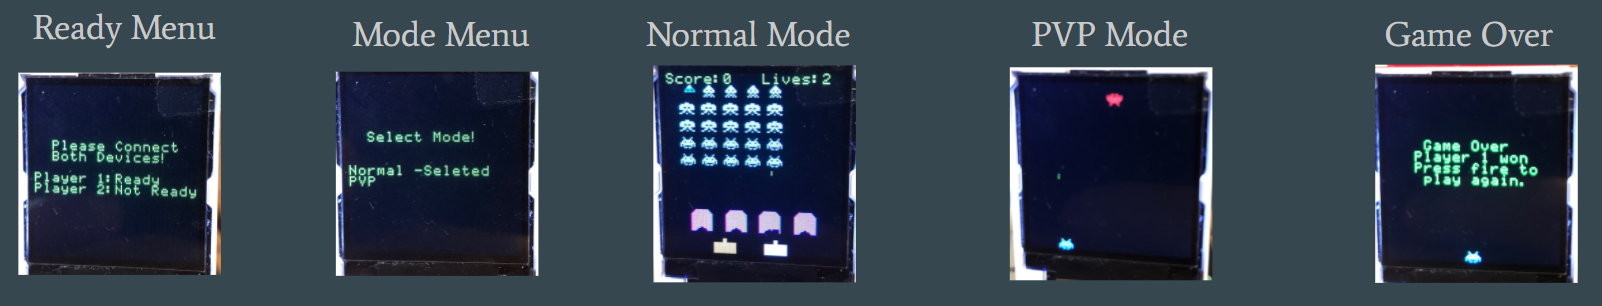 Ready Menu
Mode Menu
Normal Mode
PVP Mode
Game Over
Please Connect
Both Devices!
Player 1:Ready
Player 2:Not Ready
Select Mode!
Normal -Seleted
PVP
Score:0 Lives:2
Game Over
Player 1 won
Press fire to
play again.